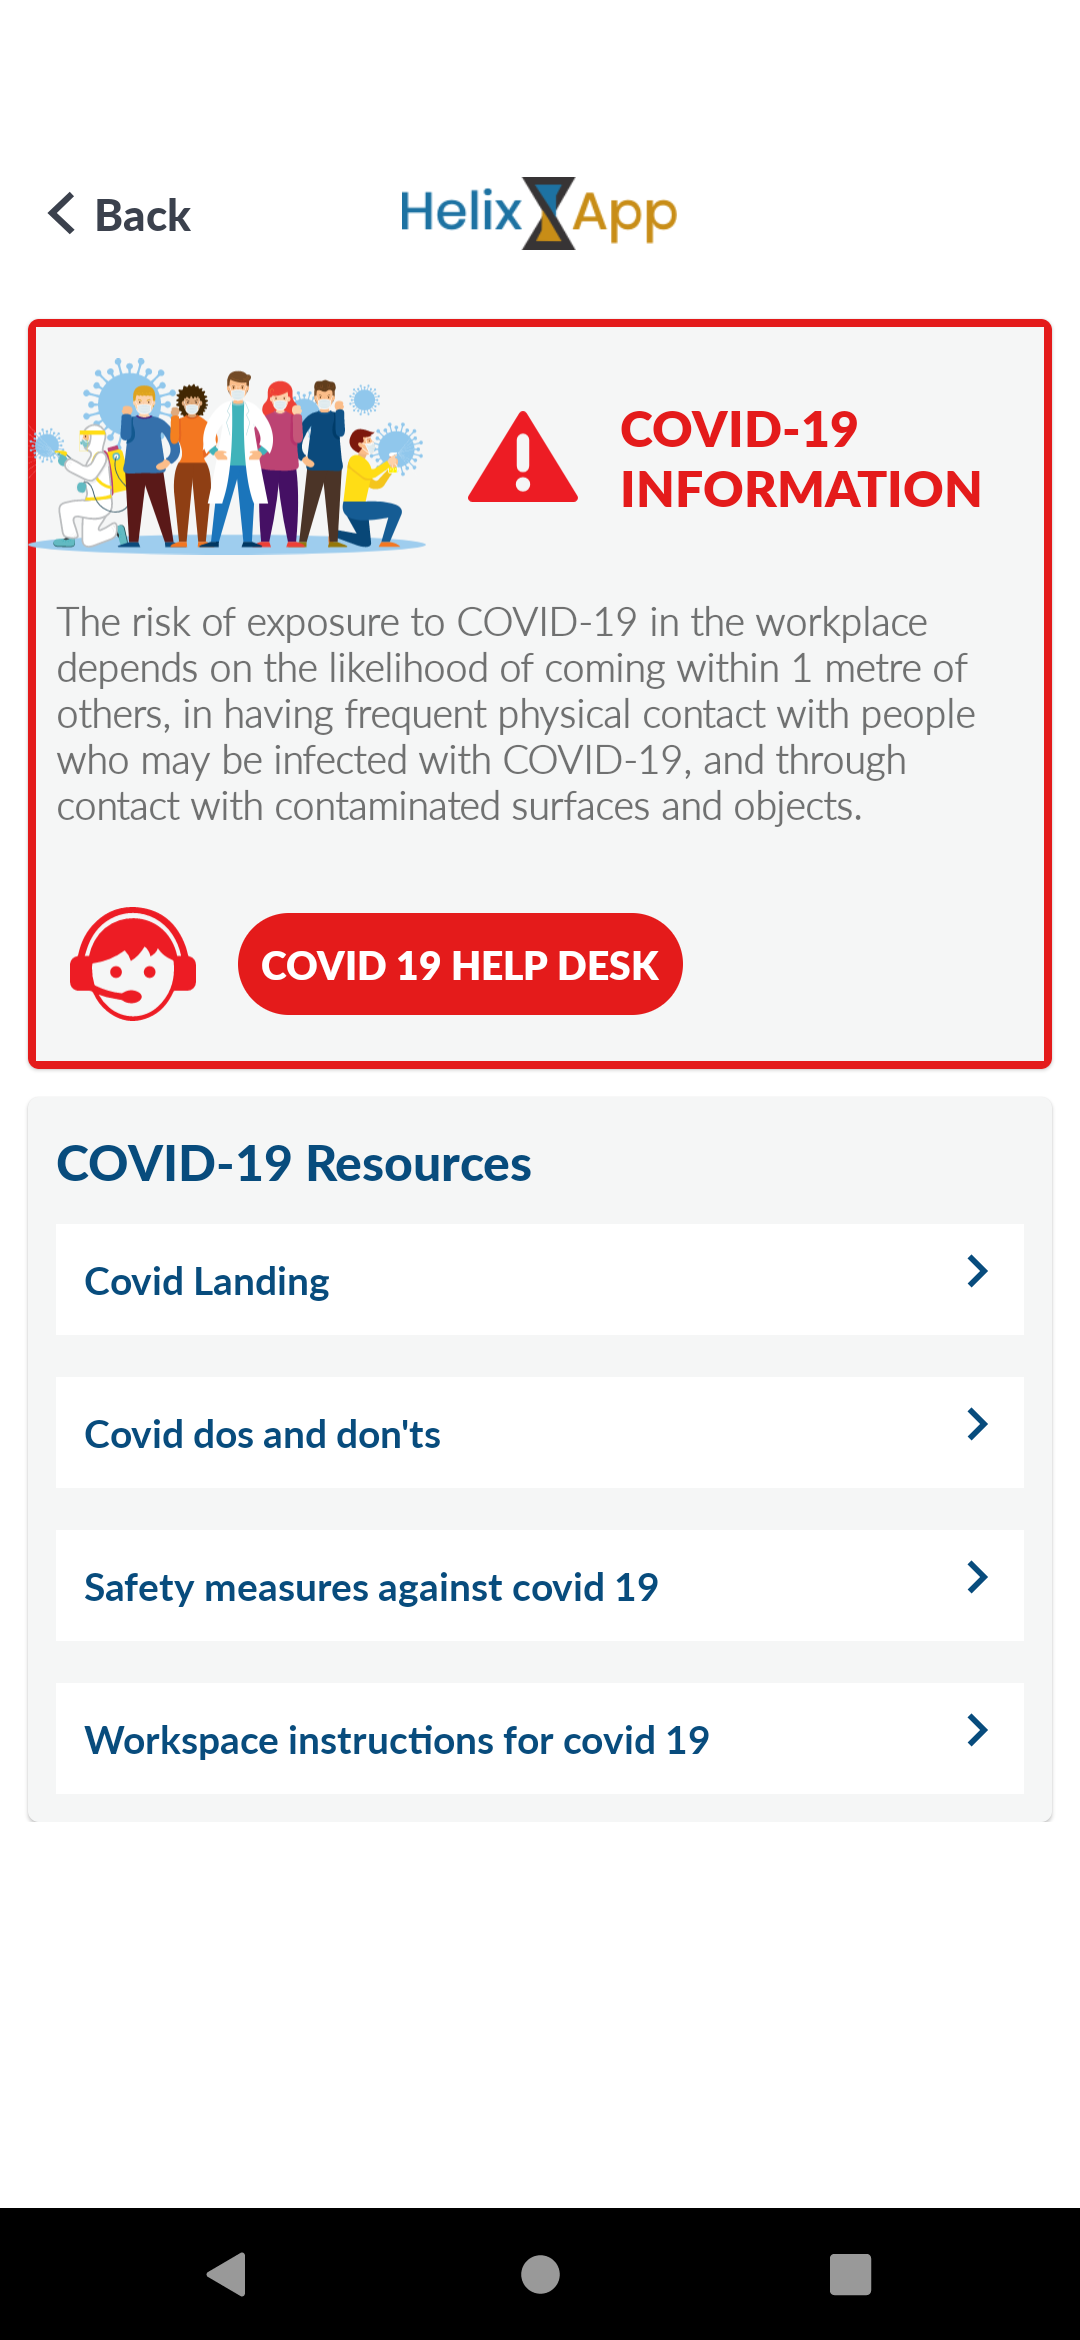 Back
Helix App
COVID-19
INFORMATION
The risk of exposure to COVID-19 in the workplace
depends on the likelihood of coming within 1 metre of
others, in having frequent physical contact with people
who may be infected with COVID-19, and through
contact with contaminated surfaces and objects.
COVID 19 HELP DESK
COVID-19 Resources
Covid Landing
Covid dos and don'ts
Safety measures against covid 19
Workspace instructions for covid 19